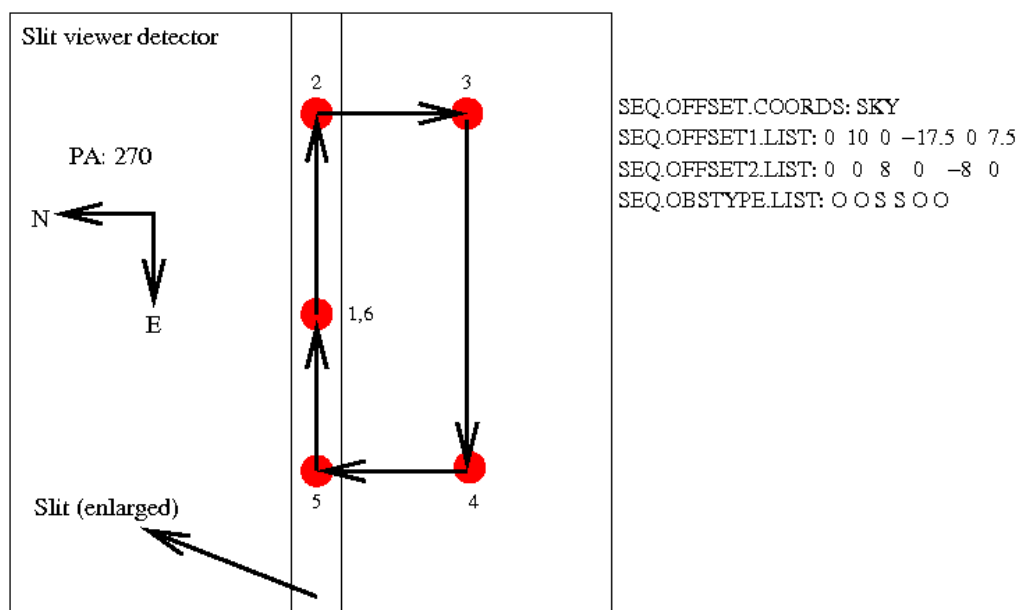 Slit viewer detector
2
3
SEQ.OFFSET.COORDS: SKY
SEQ.OFFSET1.LIST: 0 10 0 −17.5 0 7.5
SEQ.OFFSET2.LIST: 0 0 8 0 −8 0
SEQ.OBSTYPE.LIST: O O S S O O
PA: 270
N
E
1,6
5
4
Slit (enlarged)